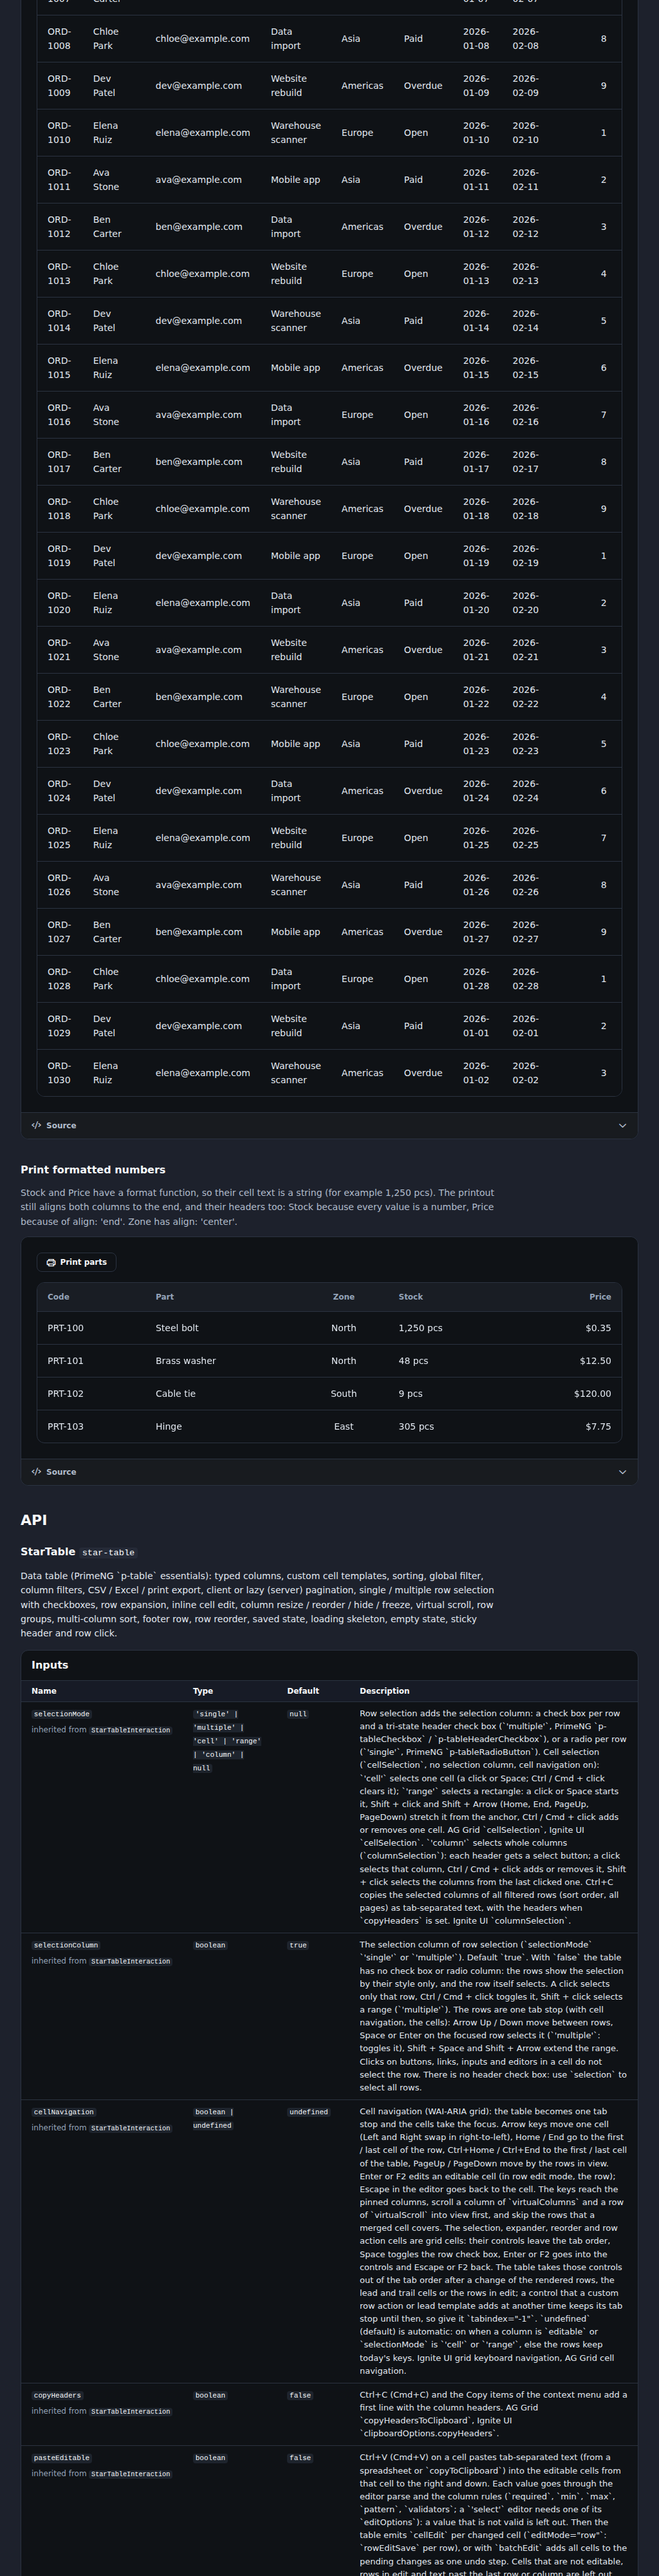 ORD-
1008
Chloe
Park
chloe@example.com
Data
import
Asia
Paid
2026-
01-08
2026-
02-08
8
ORD-
1009
Dev
Patel
dev@example.com
Website
rebuild
Americas
Overdue
2026-
01-09
2026-
02-09
9
ORD-
1010
Elena
Ruiz
elena@example.com
Warehouse
scanner
Europe
Open
2026-
01-10
2026-
02-10
1
ORD-
1011
Ava
Stone
ava@example.com
Mobile app
Asia
Paid
2026-
01-11
2026-
02-11
2
ORD-
1012
Ben
Carter
ben@example.com
Data
import
Americas
Overdue
2026-
01-12
2026-
02-12
3
ORD-
1013
Chloe
Park
chloe@example.com
Website
rebuild
Europe
Open
2026-
01-13
2026-
02-13
4
ORD-
1014
Dev
Patel
dev@example.com
Warehouse
scanner
Asia
Paid
2026-
01-14
2026-
02-14
5
ORD-
1015
Elena
Ruiz
elena@example.com
Mobile app
Americas
Overdue
2026-
01-15
2026-
02-15
6
ORD-
1016
Ava
Stone
ava@example.com
Data
import
Europe
Open
2026-
01-16
2026-
02-16
7
ORD-
1017
Ben
Carter
ben@example.com
Website
rebuild
Asia
Paid
2026-
01-17
2026-
02-17
8
ORD-
1018
Chloe
Park
chloe@example.com
Warehouse
scanner
Americas
Overdue
2026-
01-18
2026-
02-18
9
ORD-
1019
Dev
Patel
dev@example.com
Mobile app
Europe
Open
2026-
01-19
2026-
02-19
1
ORD-
1020
Elena
Ruiz
elena@example.com
Data
import
Asia
Paid
2026-
01-20
2026-
02-20
2
ORD-
1021
Ava
Stone
ava@example.com
Website
rebuild
Americas
Overdue
2026-
01-21
2026-
02-21
3
ORD-
1022
Ben
Carter
ben@example.com
Warehouse
scanner
Europe
Open
2026-
01-22
2026-
02-22
4
ORD-
1023
Chloe
Park
chloe@example.com
Mobile app
Asia
Paid
2026-
01-23
2026-
02-23
5
ORD-
1024
Dev
Patel
dev@example.com
Data
import
Americas
Overdue
2026-
01-24
2026-
02-24
6
ORD-
1025
Elena
Ruiz
elena@example.com
Website
rebuild
Europe
Open
2026-
01-25
2026-
02-25
7
ORD-
1026
Ava
Stone
ava@example.com
Warehouse
scanner
Asia
Paid
2026-
01-26
2026-
02-26
8
ORD-
1027
Ben
Carter
ben@example.com
Mobile app
Americas
Overdue
2026-
01-27
2026-
02-27
9
ORD-
1028
Chloe
Park
chloe@example.com
Data
import
Europe
Open
2026-
01-28
2026-
02-28
1
ORD-
1029
Dev
Patel
dev@example.com
Website
rebuild
Asia
Paid
2026-
01-01
2026-
02-01
2
ORD-
1030
Elena
Ruiz
elena@example.com
Warehouse
scanner
Americas
Overdue
2026-
01-02
2026-
02-02
3
Source
Print formatted numbers
Stock and Price have a format function, so their cell text is a string (for example 1,250 pcs). The printout
still aligns both columns to the end, and their headers too: Stock because every value is a number, Price
because of align: 'end'. Zone has align: 'center'.
Print parts
Code Part Zone Stock Price
PRT-100 Steel bolt North 1,250 pcs $0.35
PRT-101 Brass washer North 48 pcs $12.50
PRT-102 Cable tie South 9 pcs $120.00
PRT-103 Hinge East 305 pcs $7.75
Source
API
StarTable star-table
Data table (PrimeNG `p-table` essentials): typed columns, custom cell templates, sorting, global filter,
column filters, CSV / Excel / print export, client or lazy (server) pagination, single / multiple row selection
with checkboxes, row expansion, inline cell edit, column resize / reorder / hide / freeze, virtual scroll, row
groups, multi-column sort, footer row, row reorder, saved state, loading skeleton, empty state, sticky
header and row click.
Inputs
Name Type Default Description
selectionMode
inherited from StarTableInteraction
'single' |
'multiple' |
'cell' | 'range'
| 'column' |
null
null
Row selection adds the selection column: a check box per row
and a tri-state header check box (`'multiple'`, PrimeNG `p-
tableCheckbox` / `p-tableHeaderCheckbox`), or a radio per row
(`'single'`, PrimeNG `p-tableRadioButton`). Cell selection
(`cellSelection`, no selection column, cell navigation on):
`'cell'` selects one cell (a click or Space; Ctrl / Cmd + click
clears it); `'range'` selects a rectangle: a click or Space starts
it, Shift + click and Shift + Arrow (Home, End, PageUp,
PageDown) stretch it from the anchor, Ctrl / Cmd + click adds
or removes one cell. AG Grid `cellSelection`, Ignite UI
`cellSelection`. `'column'` selects whole columns
(`columnSelection`): each header gets a select button; a click
selects that column, Ctrl / Cmd + click adds or removes it, Shift
+ click selects the columns from the last clicked one. Ctrl+C
copies the selected columns of all filtered rows (sort order, all
pages) as tab-separated text, with the headers when
`copyHeaders` is set. Ignite UI `columnSelection`.
selectionColumn
inherited from StarTableInteraction
boolean
true
The selection column of row selection (`selectionMode`
`'single'` or `'multiple'`). Default `true`. With `false` the table
has no check box or radio column: the rows show the selection
by their style only, and the row itself selects. A click selects
only that row, Ctrl / Cmd + click toggles it, Shift + click selects
a range (`'multiple'`). The rows are one tab stop (with cell
navigation, the cells): Arrow Up / Down move between rows,
Space or Enter on the focused row selects it (`'multiple'`:
toggles it), Shift + Space and Shift + Arrow extend the range.
Clicks on buttons, links, inputs and editors in a cell do not
select the row. There is no header check box: use `selection` to
select all rows.
cellNavigation
inherited from StarTableInteraction
boolean |
undefined
undefined
Cell navigation (WAI-ARIA grid): the table becomes one tab
stop and the cells take the focus. Arrow keys move one cell
(Left and Right swap in right-to-left), Home / End go to the first
/ last cell of the row, Ctrl+Home / Ctrl+End to the first / last cell
of the table, PageUp / PageDown move by the rows in view.
Enter or F2 edits an editable cell (in row edit mode, the row);
Escape in the editor goes back to the cell. The keys reach the
pinned columns, scroll a column of `virtualColumns` and a row
of `virtualScroll` into view first, and skip the rows that a
merged cell covers. The selection, expander, reorder and row
action cells are grid cells: their controls leave the tab order,
Space toggles the row check box, Enter or F2 goes into the
controls and Escape or F2 back. The table takes those controls
out of the tab order after a change of the rendered rows, the
lead and trail cells or the rows in edit; a control that a custom
row action or lead template adds at another time keeps its tab
stop until then, so give it `tabindex="-1"`. `undefined`
(default) is automatic: on when a column is `editable` or
`selectionMode` is `'cell'` or `'range'`, else the rows keep
today's keys. Ignite UI grid keyboard navigation, AG Grid cell
navigation.
copyHeaders
inherited from StarTableInteraction
boolean
false
Ctrl+C (Cmd+C) and the Copy items of the context menu add a
first line with the column headers. AG Grid
`copyHeadersToClipboard`, Ignite UI
`clipboardOptions.copyHeaders`.
pasteEditable
inherited from StarTableInteraction
boolean
false
Ctrl+V (Cmd+V) on a cell pastes tab-separated text (from a
spreadsheet or `copyToClipboard`) into the editable cells from
that cell to the right and down. Each value goes through the
editor parse and the column rules (`required`, `min`, `max`,
`pattern`, `validators`; a `'select'` editor needs one of its
`editOptions`): a value that is not valid is left out. Then the
table emits `cellEdit` per changed cell (`editMode="row"`:
`rowEditSave` per row), or with `batchEdit` adds all cells to the
pending changes as one undo step. Cells that are not editable,
rows in edit and text past the last row or column are left out.